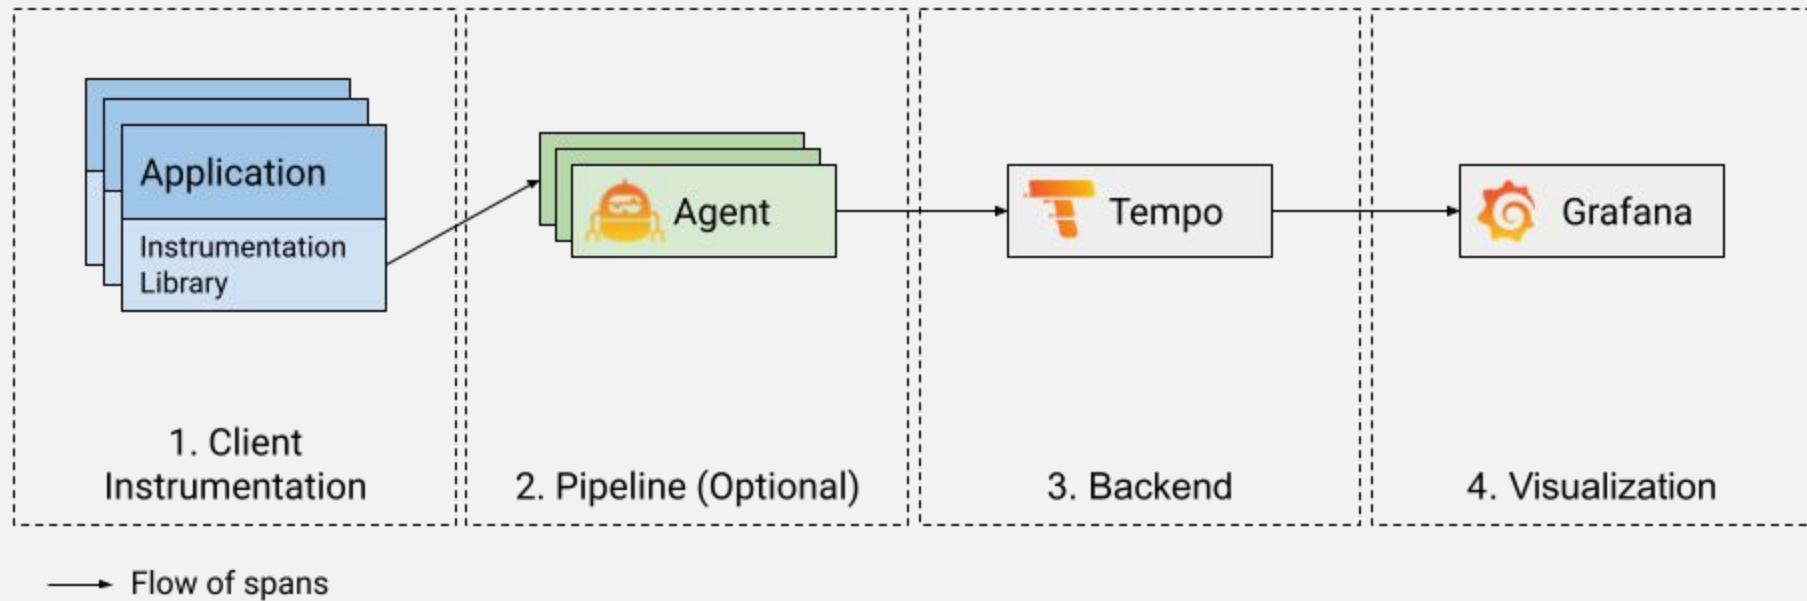 Application
Instrumentation
Library
Agent
Tempo
Grafana
1. Client
Instrumentation
2. Pipeline (Optional)
3. Backend
4. Visualization
Flow of spans